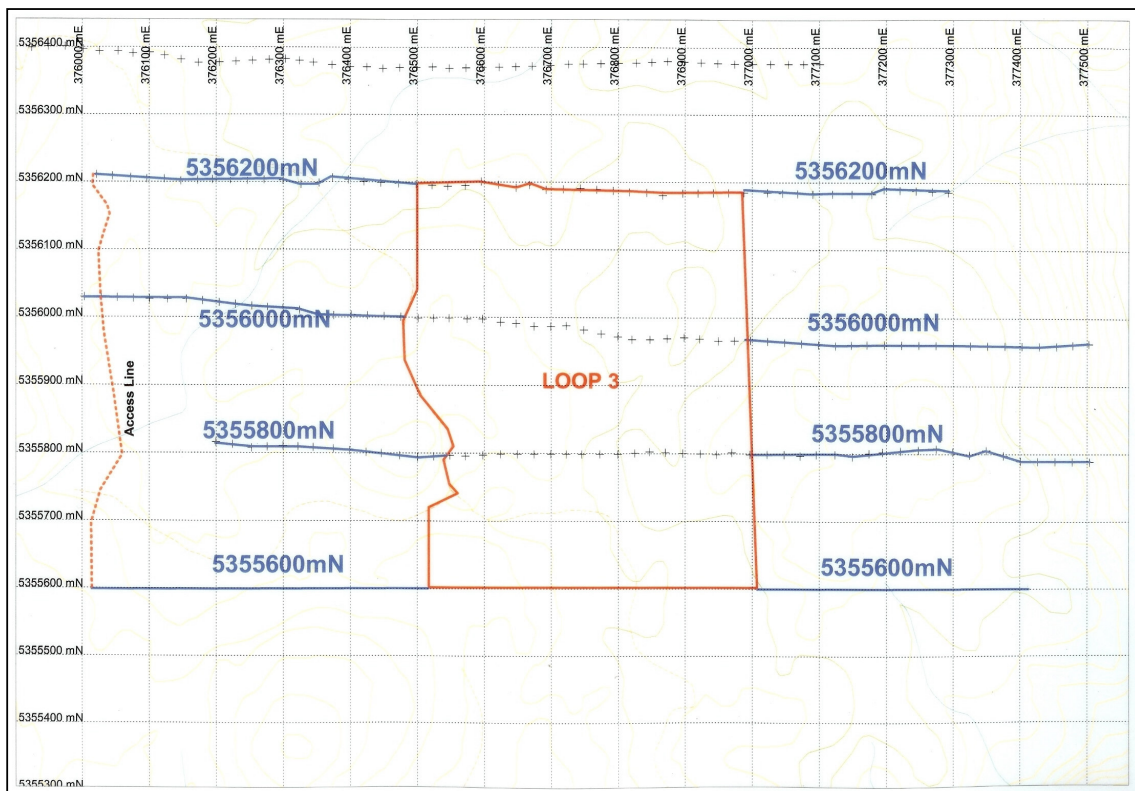 5356400 mN
376000 mE
376100 mE
376200 mE
376300 mE
376400 mE
376500 mE
376600 mE
376700 mE
376800 mE
376900 mE
377000 mE
377100 mE
377200 mE
377300 mE
377400 mE
377500 mE
5356300 mN
5356200 mN
5356200mN
5356200mN
5356100 mN
5356000 mN
5356000mN
5356000mN
5355900 mN
LOOP 3
Access Line
5355800 mN
5355800mN
5355800mN
5355700 mN
5355600 mN
5355600mN
5355600mN
5355500 mN
5355400 mN
5355300 mN